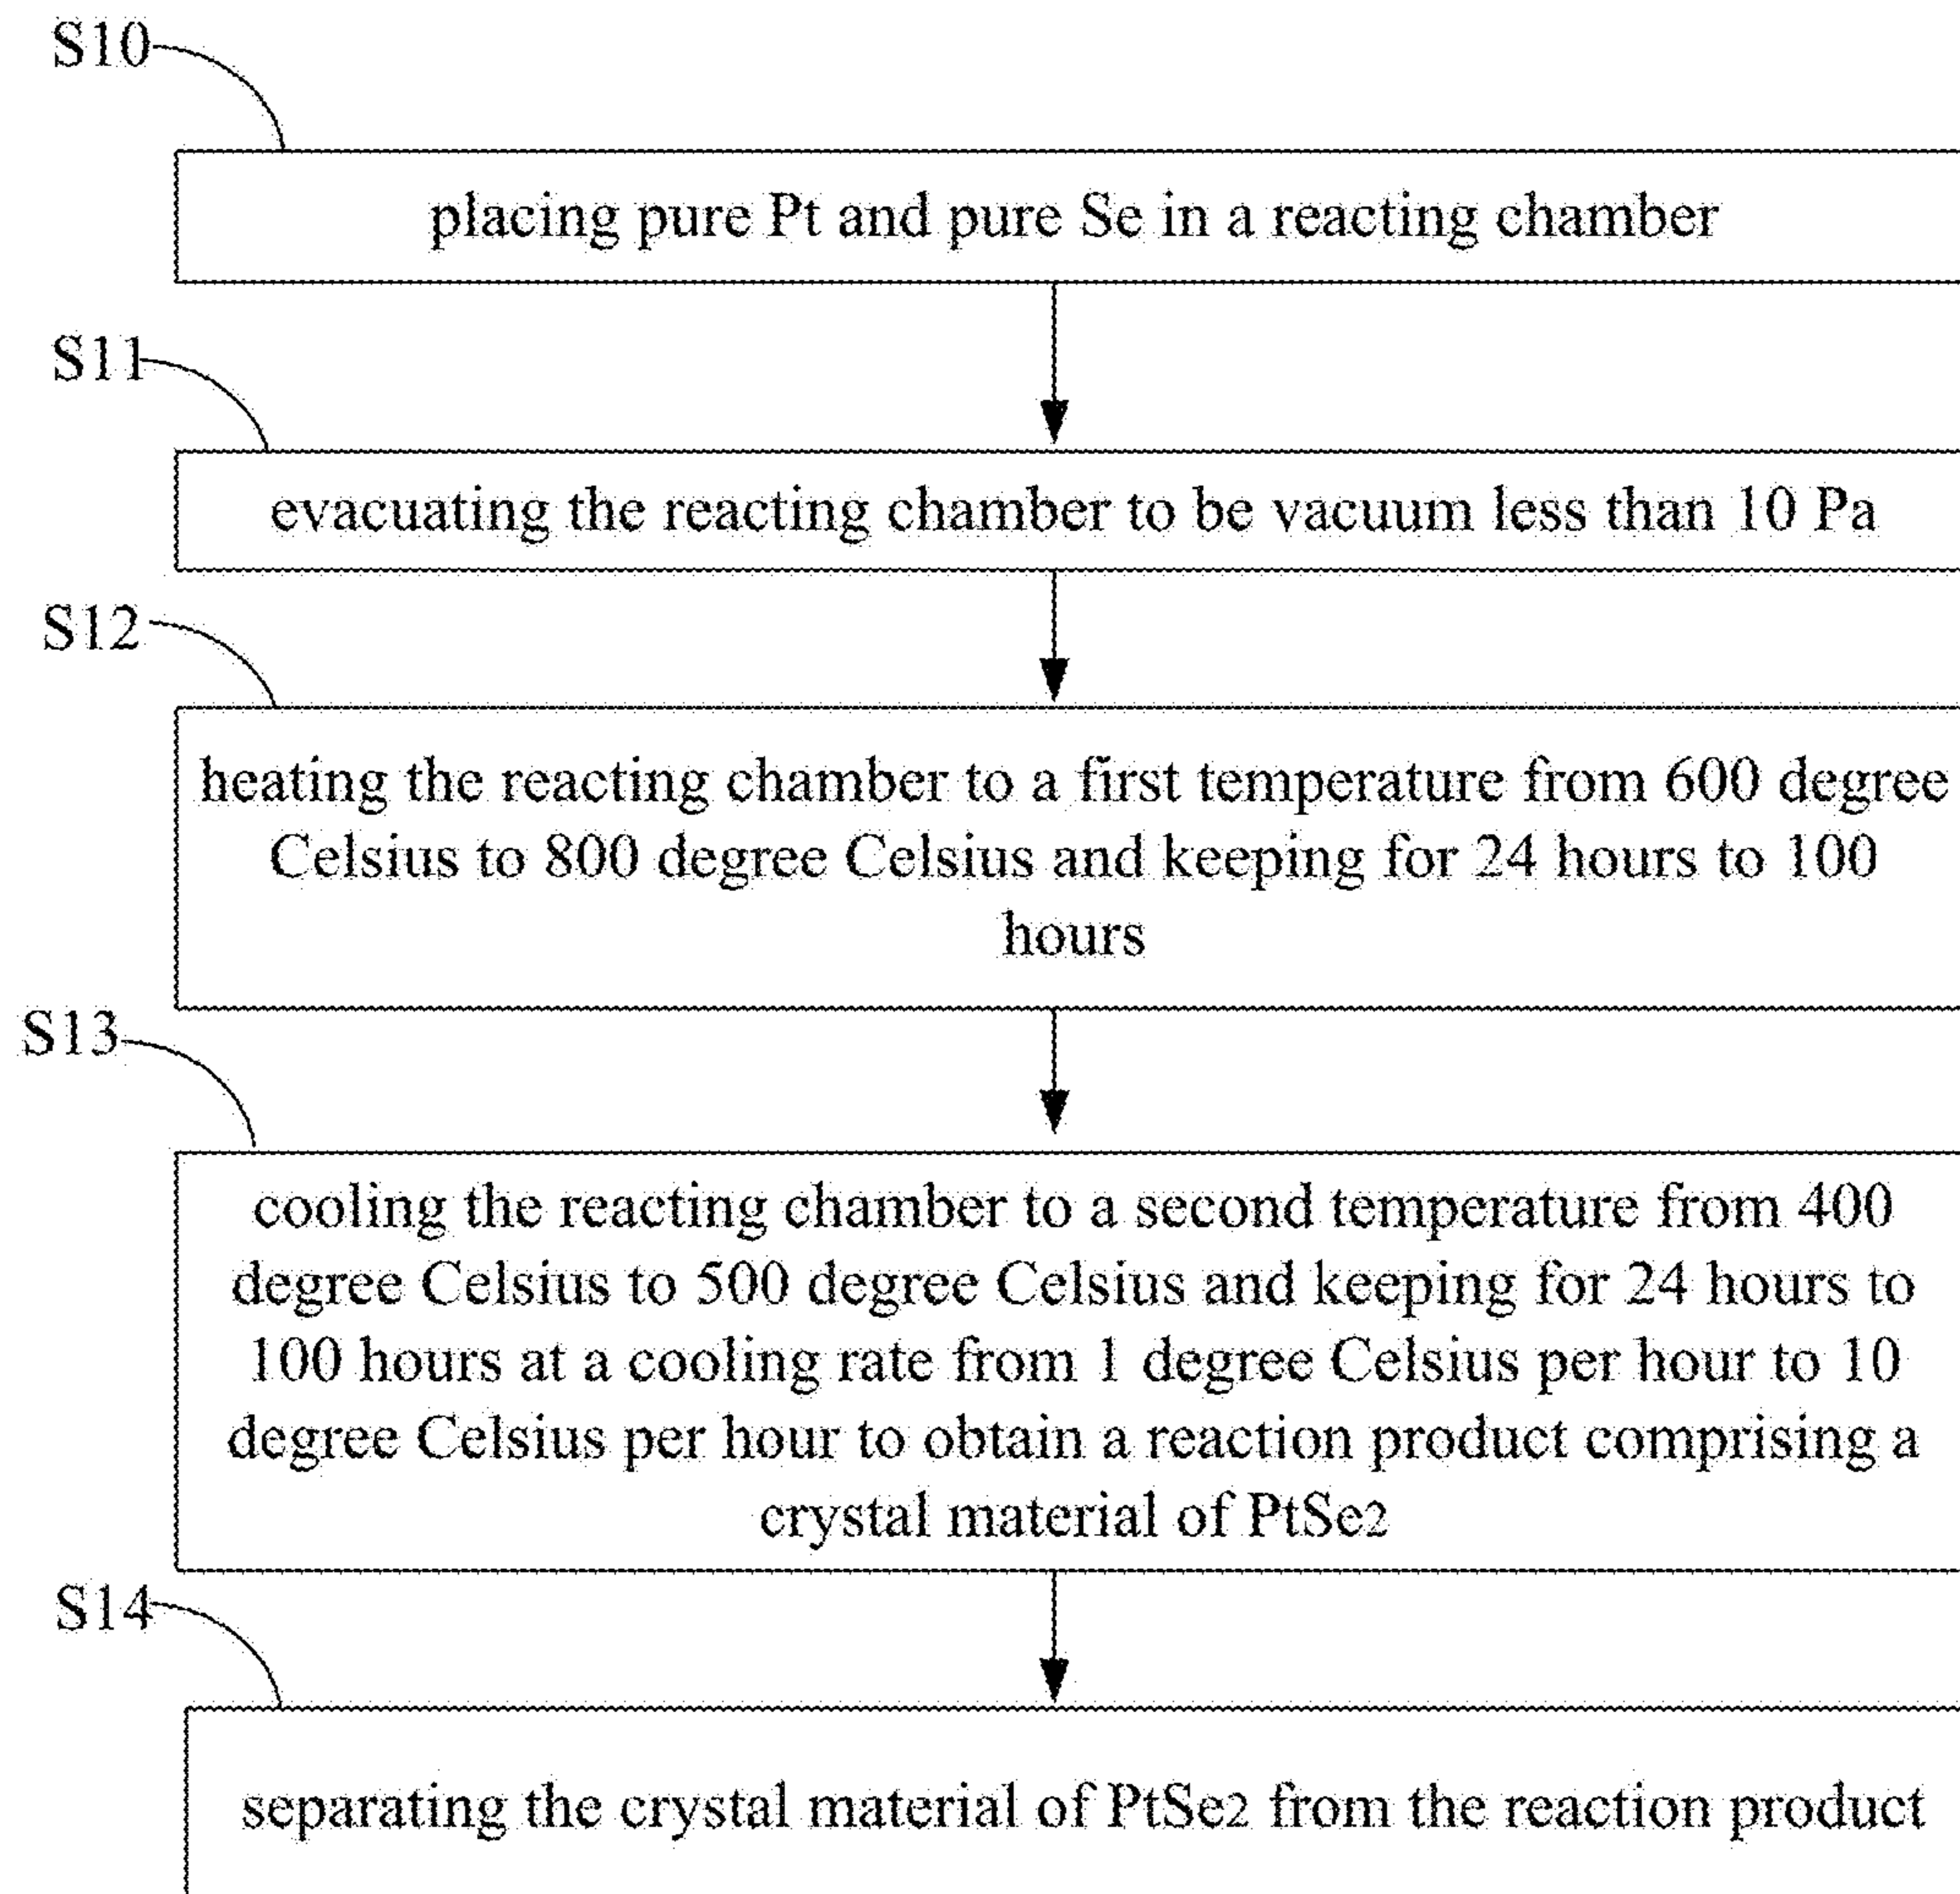 S10
placing pure Pt and pure Se in a reacting chamber
S11
evacuating the reacting chamber to be vacuum less than 10 Pa
S12
heating the reacting chamber to a first temperature from 600 degree
Celsius to 800 degree Celsius and keeping for 24 hours to 100
hours
S13
cooling the reacting chamber to a second temperature from 400
degree Celsius to 500 degree Celsius and keeping for 24 hours to
100 hours at a cooling rate from 1 degree Celsius per hour to 10
degree Celsius per hour to obtain a reaction product comprising a
crystal material of PtSe2
S14
separating the crystal material of PtSe2 from the reaction product